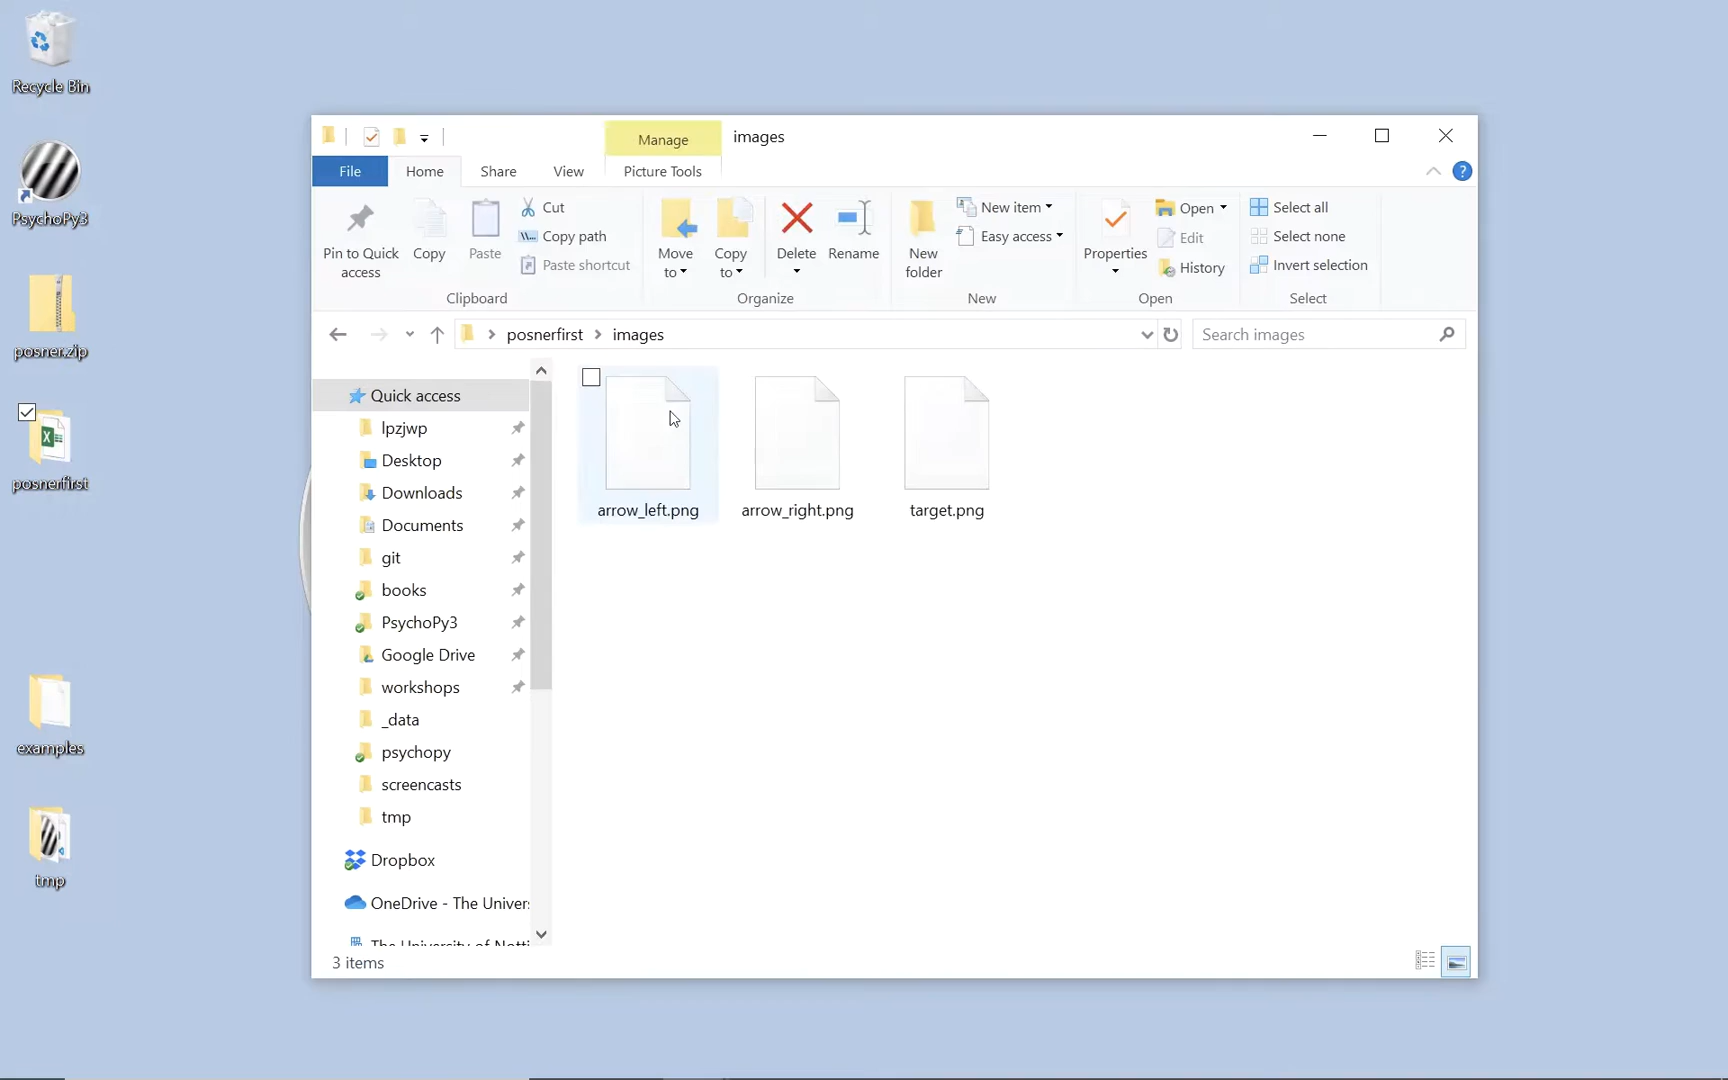 Recycle Bin
PsychoPy3
posner.zip
posnerfirst
examples
tmp
Manage
images
File
Home
Share
View
Picture Tools
Pin to Quick access
Copy
Paste
Cut
Copy path
Paste shortcut
Clipboard
Move to
Copy to
Delete
Rename
Organize
New folder
New item
Easy access
New
Properties
Open
Edit
History
Open
Select all
Select none
Invert selection
Select
posnerfirst > images
Search images
Quick access
lpzjwp
Desktop
Downloads
Documents
git
books
PsychoPy3
Google Drive
workshops
_data
psychopy
screencasts
tmp
Dropbox
OneDrive - The Univer
The University of Notti
arrow_left.png
arrow_right.png
target.png
3 items